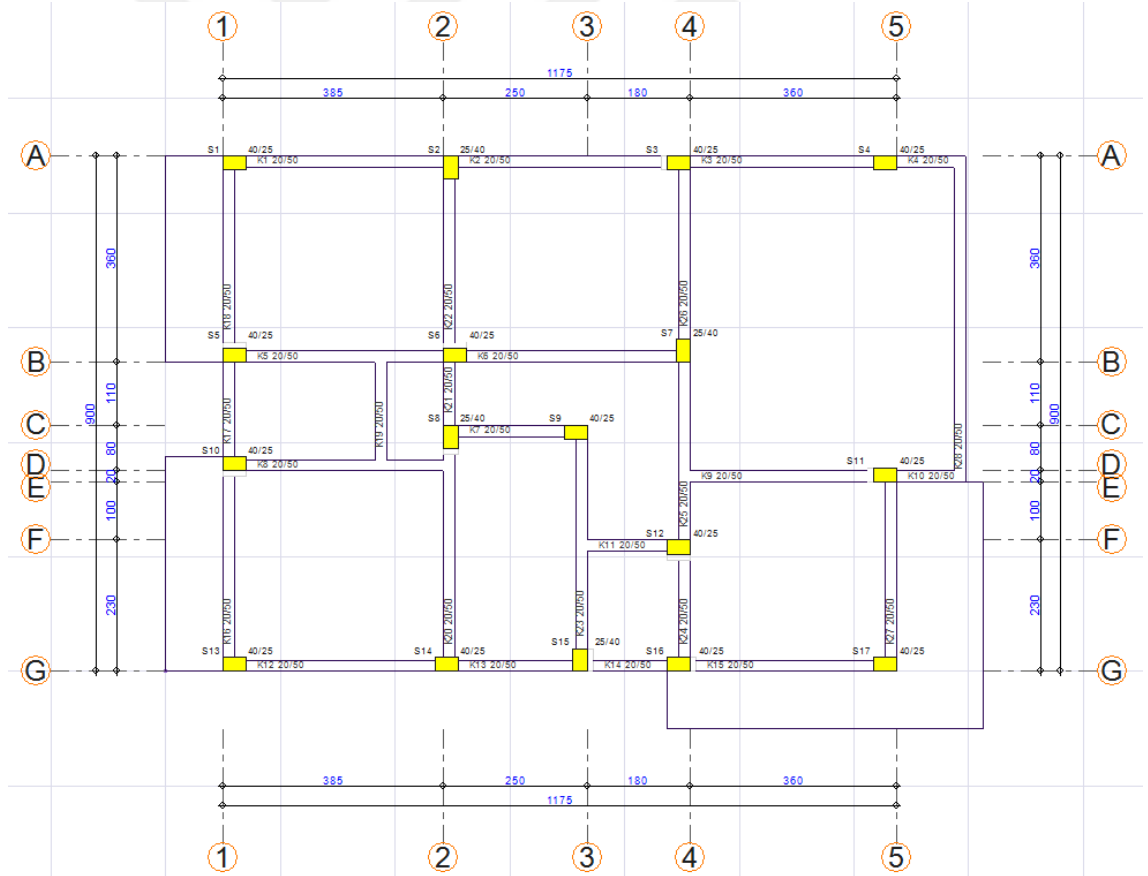 1 2 3 4 5
1175
385 250 180 360
A A
S1 40/25 S2 25/40 S3 40/25 S4 40/25
K1 20/50 K2 20/50 K3 20/50 K4 20/50
360 360
K18 20/50 K22 20/50 K26 20/50
S5 40/25 S6 40/25 S7 25/40
B K5 20/50 K6 20/50 B
110 110
900 K17 20/50 K19 20/50 K21 20/50 900
S8 25/40 S9 40/25
C K7 20/50 C
80 80
K28 20/50
S10 40/25 S11 40/25
D K8 20/50 K9 20/50 K10 20/50 D
20 20
E E
100 100
K25 20/50
S12 40/25
F K11 20/50 F
230 230
K16 20/50 K20 20/50 K23 20/50 K24 20/50 K27 20/50
S13 40/25 S14 40/25 S15 25/40 S16 40/25 S17 40/25
G K12 20/50 K13 20/50 K14 20/50 K15 20/50 G
385 250 180 360
1175
1 2 3 4 5